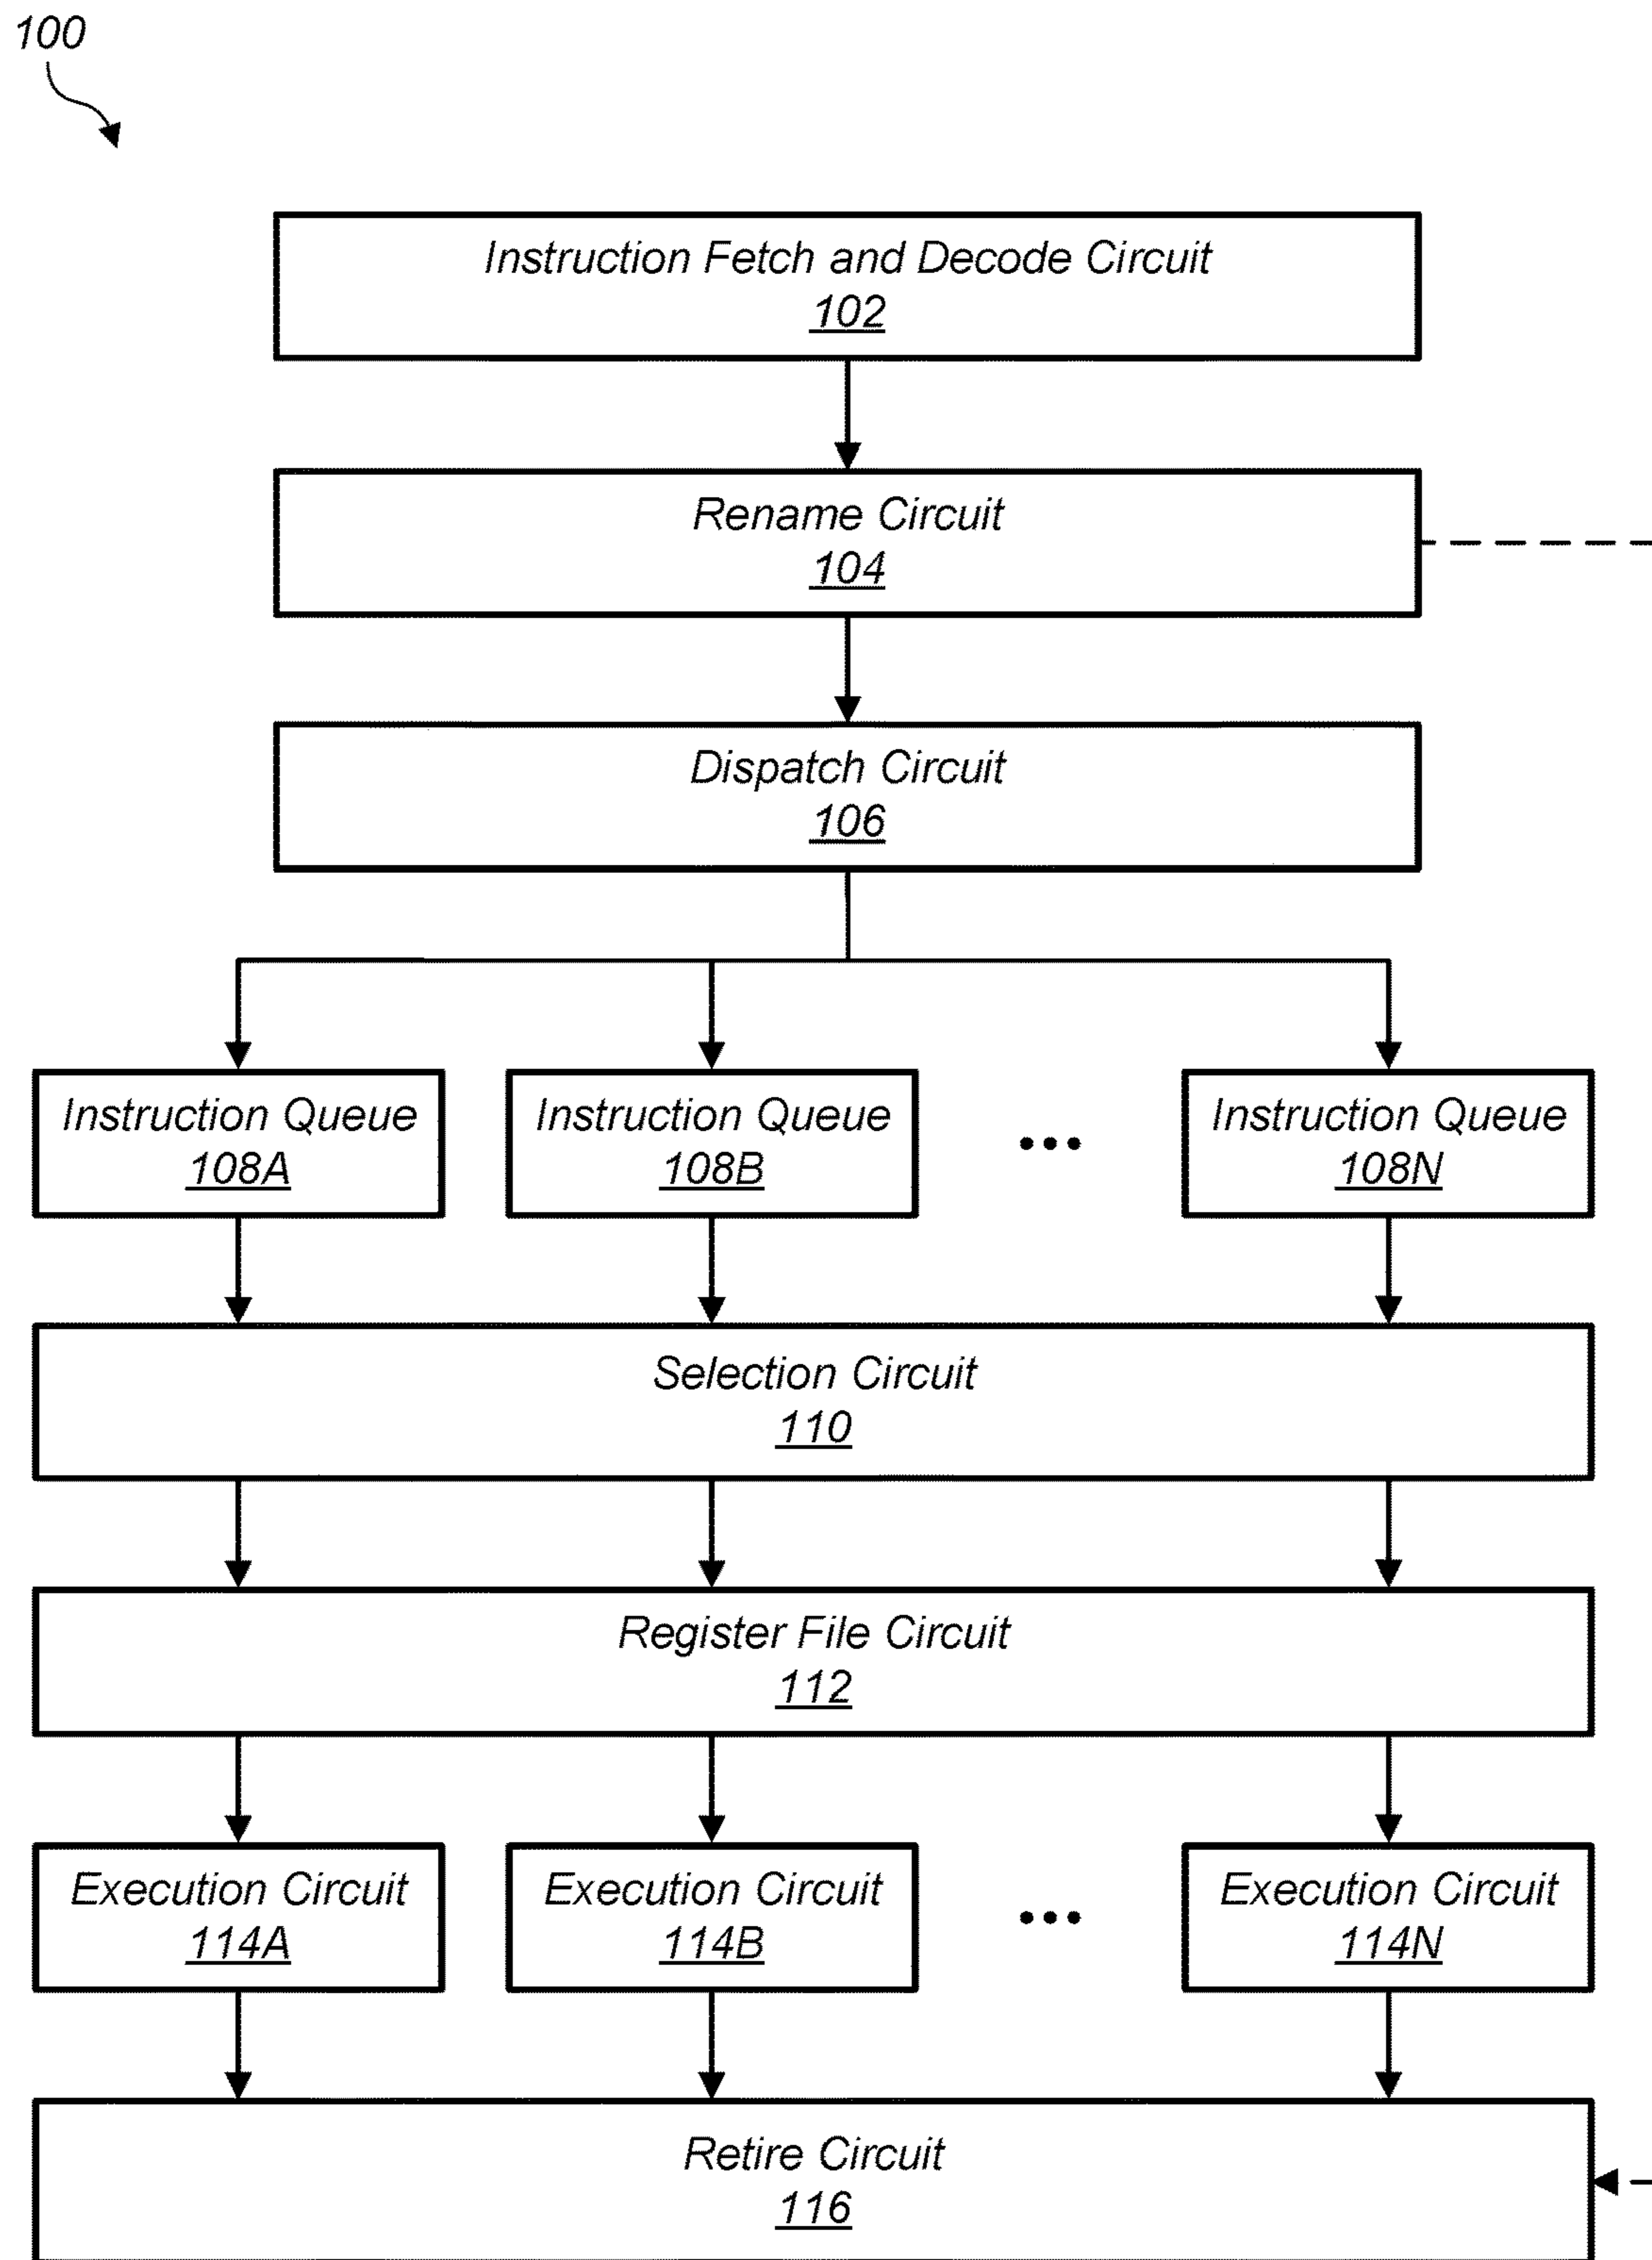 100
Instruction Fetch and Decode Circuit
102
Rename Circuit
104
Dispatch Circuit
106
Instruction Queue
108A
Instruction Queue
108B
...
Instruction Queue
108N
Selection Circuit
110
Register File Circuit
112
Execution Circuit
114A
Execution Circuit
114B
...
Execution Circuit
114N
Retire Circuit
116